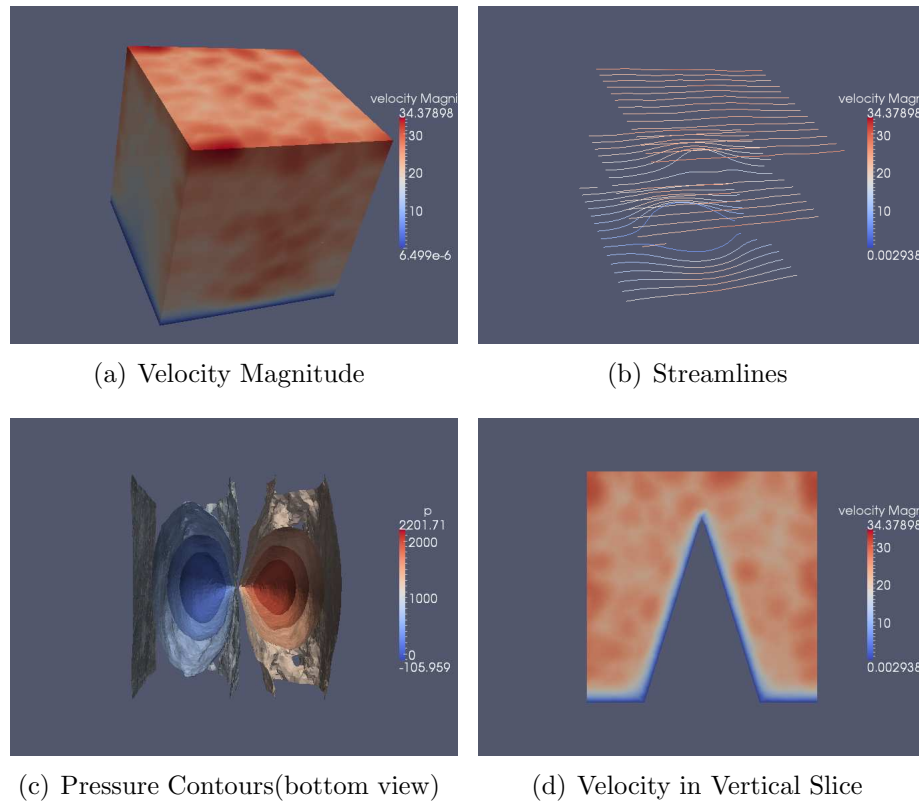 velocity Magni
34.37898
30
20
10
6.499e-6
(a) Velocity Magnitude
velocity Magni
34.37898
30
20
10
0.002938
(b) Streamlines
p
2201.71
2000
1000
0
-105.959
(c) Pressure Contours(bottom view)
velocity Magn
34.37898
30
20
10
0.002938
(d) Velocity in Vertical Slice